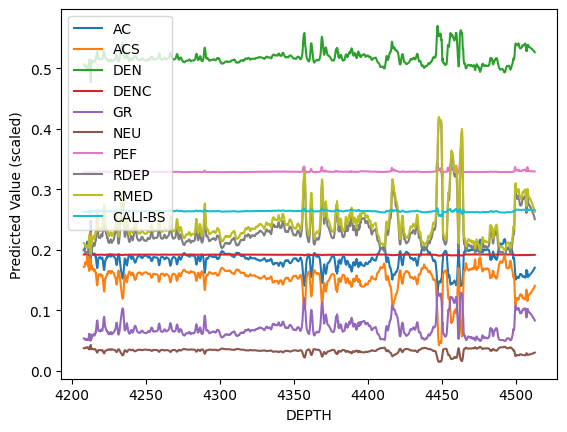 AC
ACS
DEN
DENC
GR
NEU
PEF
RDEP
RMED
CALI-BS
Predicted Value (scaled)
0.5
0.4
0.3
0.2
0.1
0.0
4200 4250 4300 4350 4400 4450 4500
DEPTH